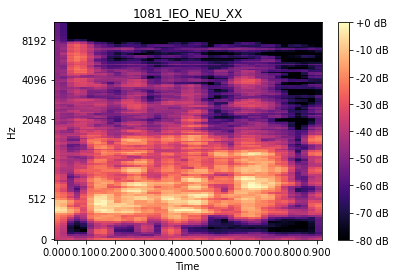 1081_IEO_NEU_XX
+0 dB
8192
-10 dB
4096
-20 dB
-30 dB
2048
-40 dB
Hz
1024
-50 dB
512
-60 dB
-70 dB
0
-80 dB
0.000 0.100 0.200 0.300 0.400 0.500 0.600 0.700 0.800 0.900
Time